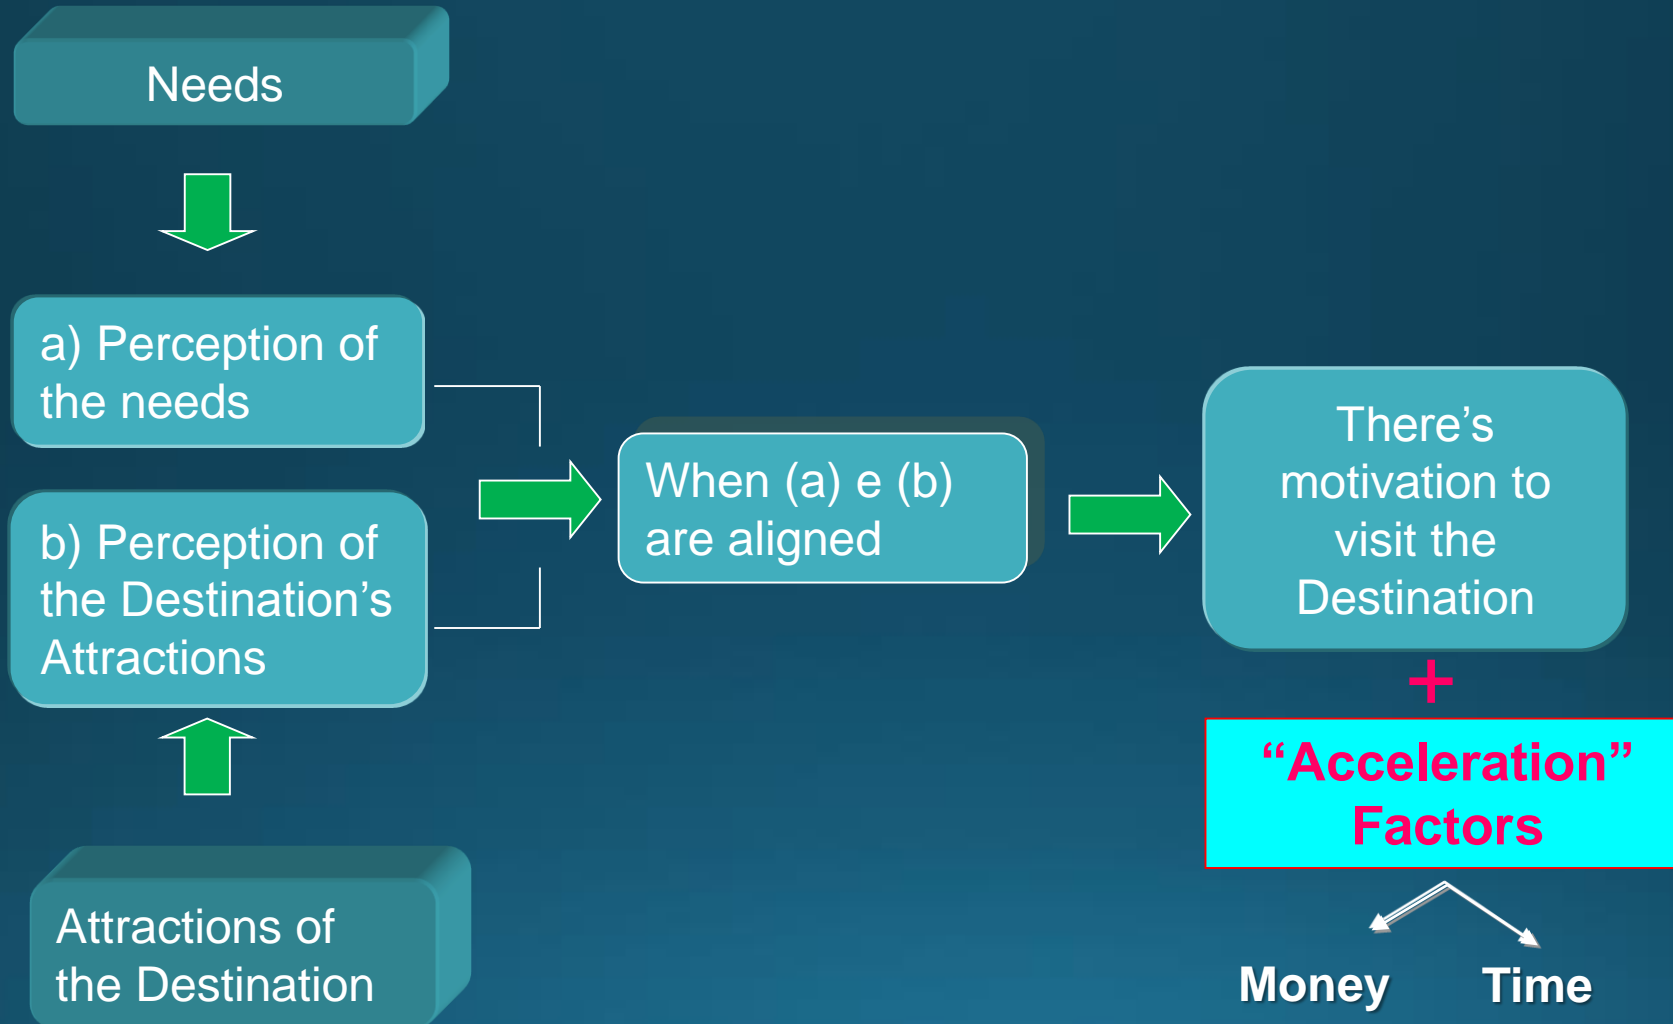 Needs
a) Perception of
the needs
b) Perception of
the Destination’s
Attractions
Attractions of
the Destination
When (a) e (b)
are aligned
There’s
motivation to
visit the
Destination
+
“Acceleration”
Factors
Money
Time